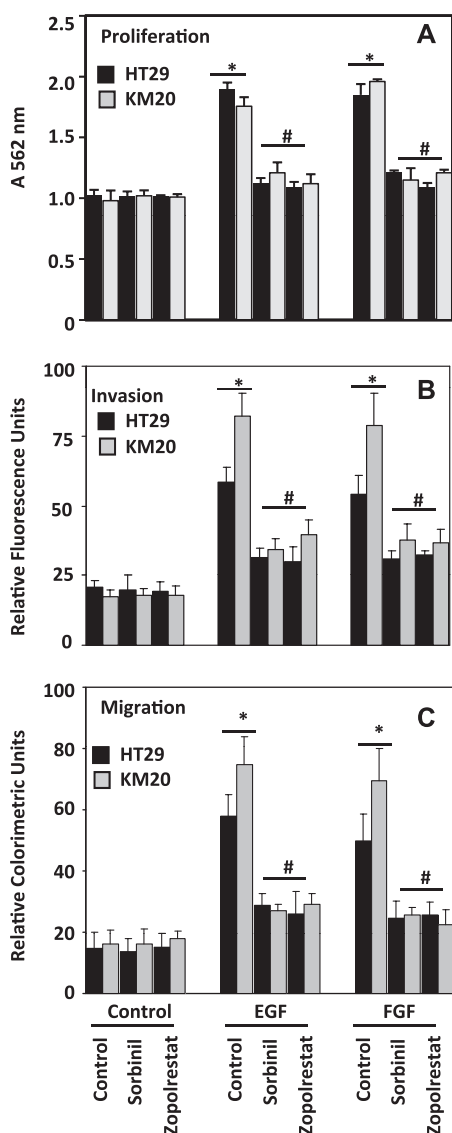 2.5
Proliferation
A
HT29
KM20
*
*
2.0
A 562 nm
1.5
#
#
1.0
0.5
0
100
Invasion
B
HT29
KM20
*
*
75
Relative Fluorescence Units
50
#
#
25
0
100
Migration
C
HT29
KM20
*
*
80
60
Relative Colorimetric Units
40
#
#
20
0
Control EGF FGF
Control Sorbinil Zopolrestat Control Sorbinil Zopolrestat Control Sorbinil Zopolrestat